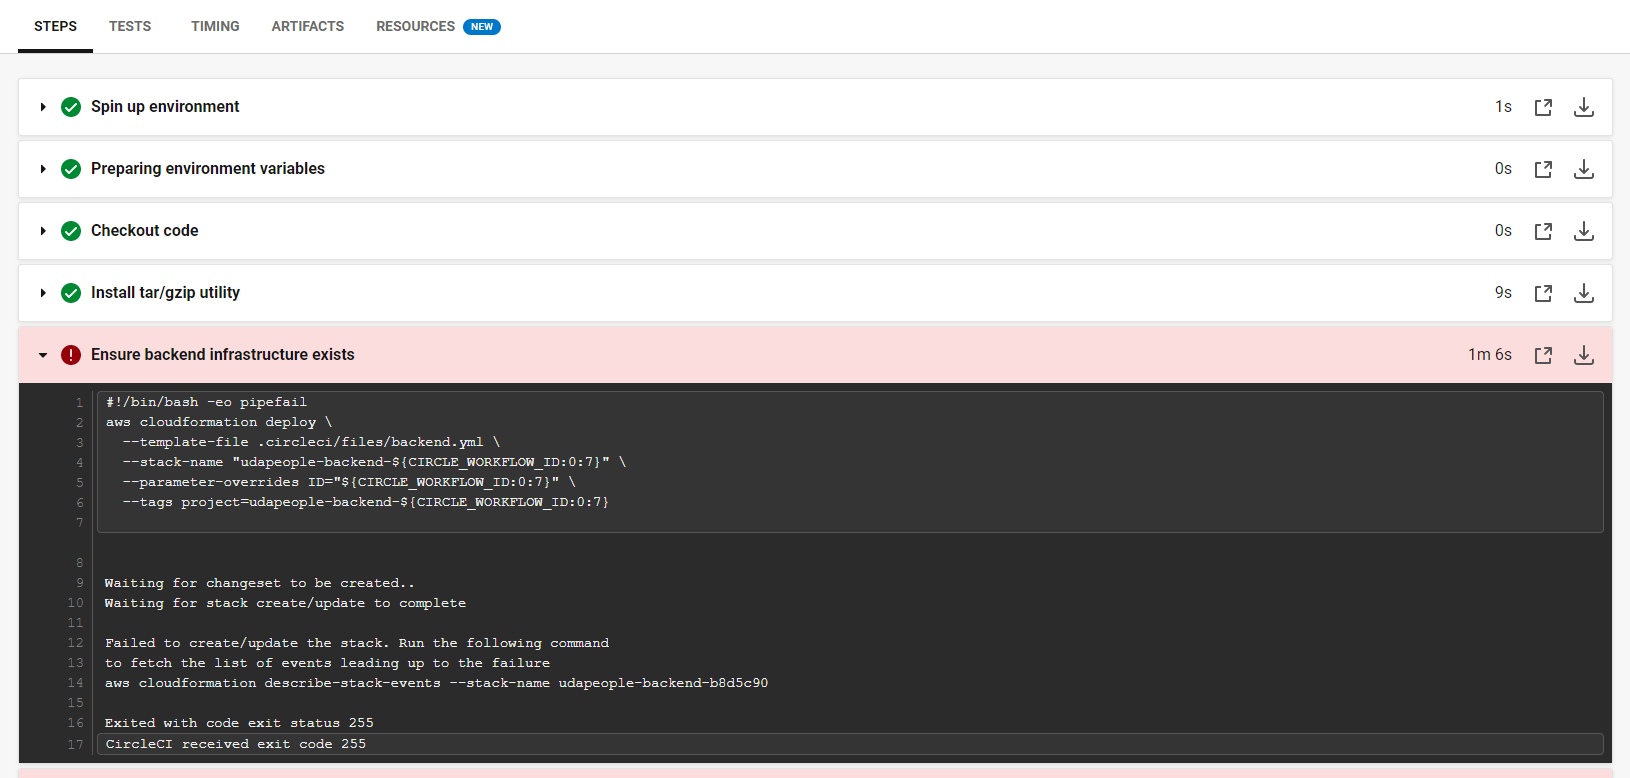 STEPS TESTS TIMING ARTIFACTS RESOURCES NEW
Spin up environment 1s
Preparing environment variables 0s
Checkout code 0s
Install tar/gzip utility 9s
Ensure backend infrastructure exists 1m 6s
1 #!/bin/bash -eo pipefail
2 aws cloudformation deploy \
3 --template-file .circleci/files/backend.yml \
4 --stack-name "udapeople-backend-${CIRCLE_WORKFLOW_ID:0:7}" \
5 --parameter-overrides ID="${CIRCLE_WORKFLOW_ID:0:7}" \
6 --tags project=udapeople-backend-${CIRCLE_WORKFLOW_ID:0:7}
7
8
9 Waiting for changeset to be created..
10 Waiting for stack create/update to complete
11
12 Failed to create/update the stack. Run the following command
13 to fetch the list of events leading up to the failure
14 aws cloudformation describe-stack-events --stack-name udapeople-backend-b8d5c90
15
16 Exited with code exit status 255
17 CircleCI received exit code 255